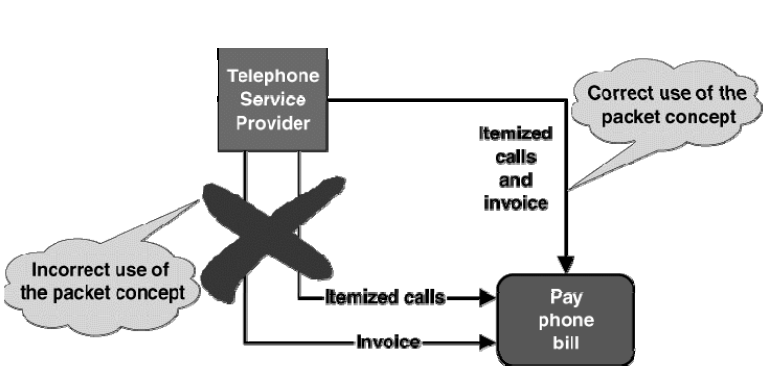 Telephone
Service
Provider
Correct use of the
packet concept
Itemized
calls
and
invoice
Incorrect use of
the packet concept
Itemized calls
Invoice
Pay
phone
bill